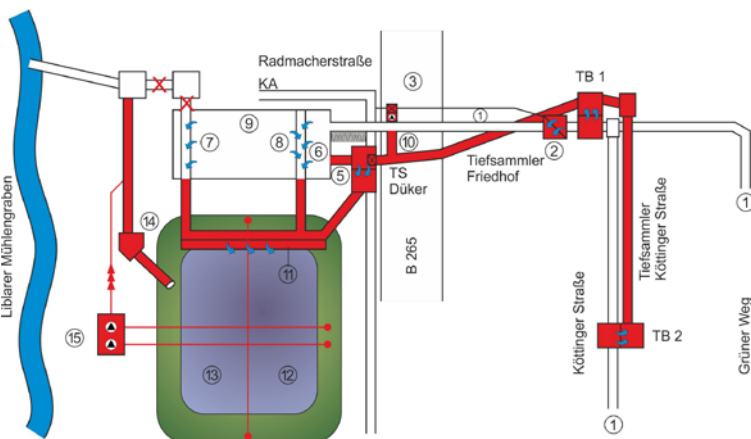 Radmacherstraße
KA
③
TB 1
⑨
①
⑦
⑧
⑥
②
⑩
⑤
TS
Düker
Tiefsammler
Friedhof
①
⑭
Liblarer Mühlengraben
B 265
⑪
Köttinger Straße
Tiefsammler
Köttinger Straße
Grüner Weg
⑮
TB 2
⑬
⑫
①